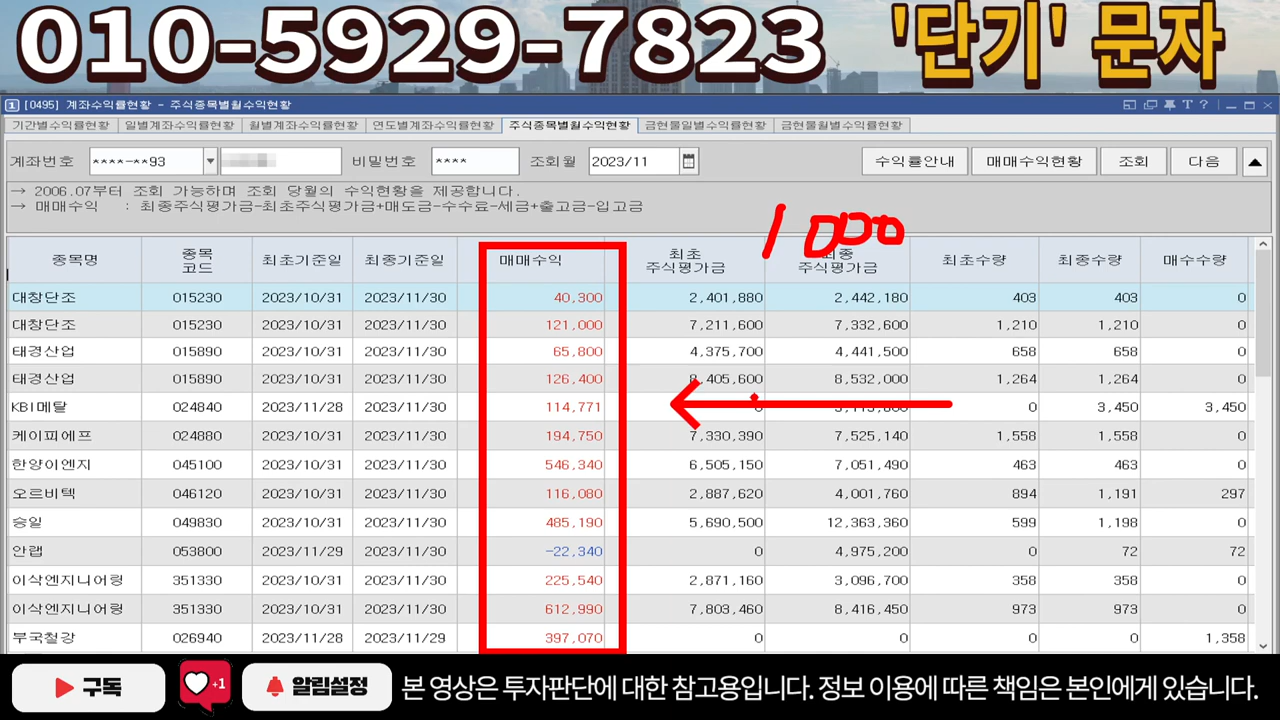 010-5929-7823 '단기' 문자
1 [0495] 계좌수익률현황 - 주식종목별월수익현황
기간별수익률현황 일별계좌수익률현황 월별계좌수익률현황 연도별계좌수익률현황 주식종목별월수익현황 금현물일별수익률현황 금현물월별수익률현황
계좌번호 ****-**93 비밀번호 **** 조회월 2023/11 수익률안내 매매수익현황 조회 다음
→ 2006.07부터 조회 가능하며 조회 당월의 수익현황을 제공합니다.
→ 매매수익 : 최종주식평가금-최초주식평가금+매도금-수수료-세금+출고금-입고금
1000
종목명 종목코드 최초기준일 최종기준일 매매수익 최초주식평가금 최종주식평가금 최초수량 최종수량 매수수량
대창단조 015230 2023/10/31 2023/11/30 40,300 2,401,880 2,442,180 403 403 0
대창단조 015230 2023/10/31 2023/11/30 121,000 7,211,600 7,332,600 1,210 1,210 0
태경산업 015890 2023/10/31 2023/11/30 65,800 4,375,700 4,441,500 658 658 0
태경산업 015890 2023/10/31 2023/11/30 126,400 8,405,600 8,532,000 1,264 1,264 0
KBI메탈 024840 2023/11/28 2023/11/30 114,771 0 0 3,450 3,450
케이피에프 024880 2023/10/31 2023/11/30 194,750 7,330,390 7,525,140 1,558 1,558 0
한양이엔지 045100 2023/10/31 2023/11/30 546,340 6,505,150 7,051,490 463 463 0
오르비텍 046120 2023/10/31 2023/11/30 116,080 2,887,620 4,001,760 894 1,191 297
승일 049830 2023/10/31 2023/11/30 485,190 5,690,500 12,363,360 599 1,198 0
안랩 053800 2023/11/29 2023/11/30 -22,340 0 4,975,200 0 72 72
이삭엔지니어링 351330 2023/10/31 2023/11/30 225,540 2,871,160 3,096,700 358 358 0
이삭엔지니어링 351330 2023/10/31 2023/11/30 612,990 7,803,460 8,416,450 973 973 0
부국철강 026940 2023/11/28 2023/11/29 397,070 0 0 0 0 1,358
구독 +1 알림설정 본 영상은 투자판단에 대한 참고용입니다. 정보 이용에 따른 책임은 본인에게 있습니다.